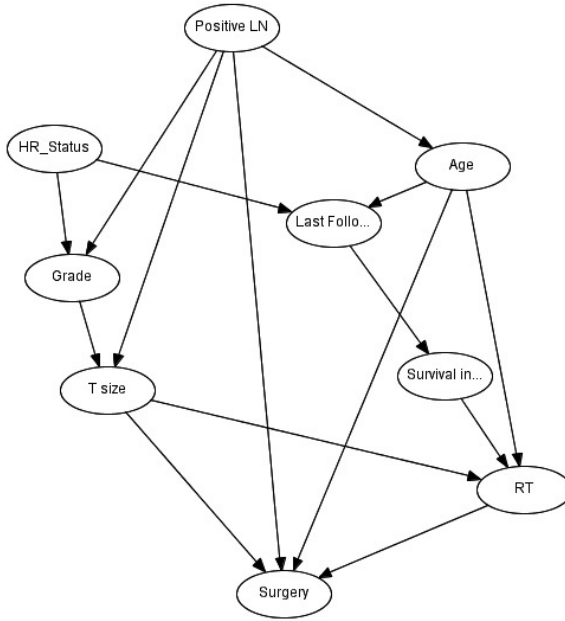 Positive LN
HR_Status
Age
Last Follo...
Grade
Survival in...
T size
RT
Surgery